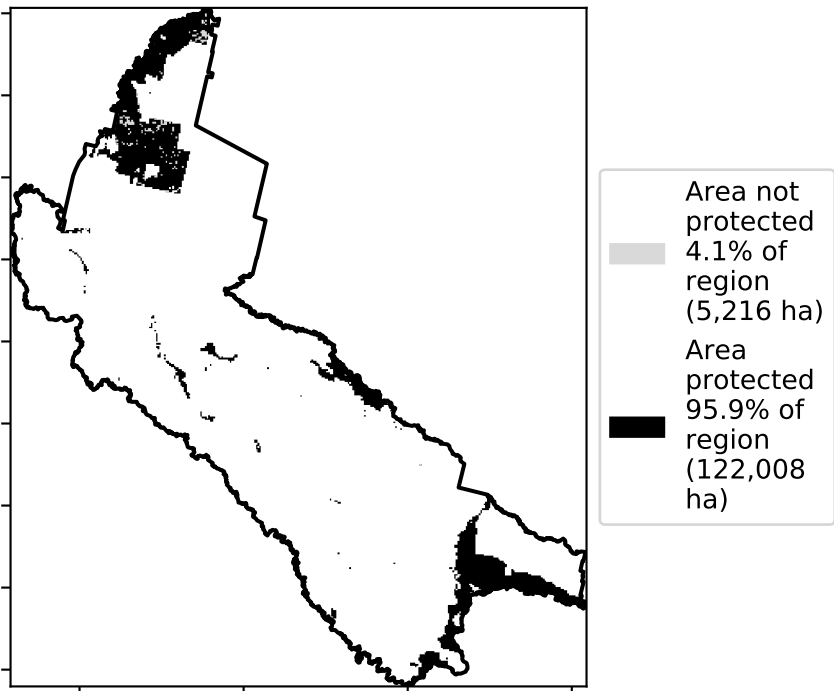 Area not
protected
4.1% of
region
(5,216 ha)
Area
protected
95.9% of
region
(122,008
ha)